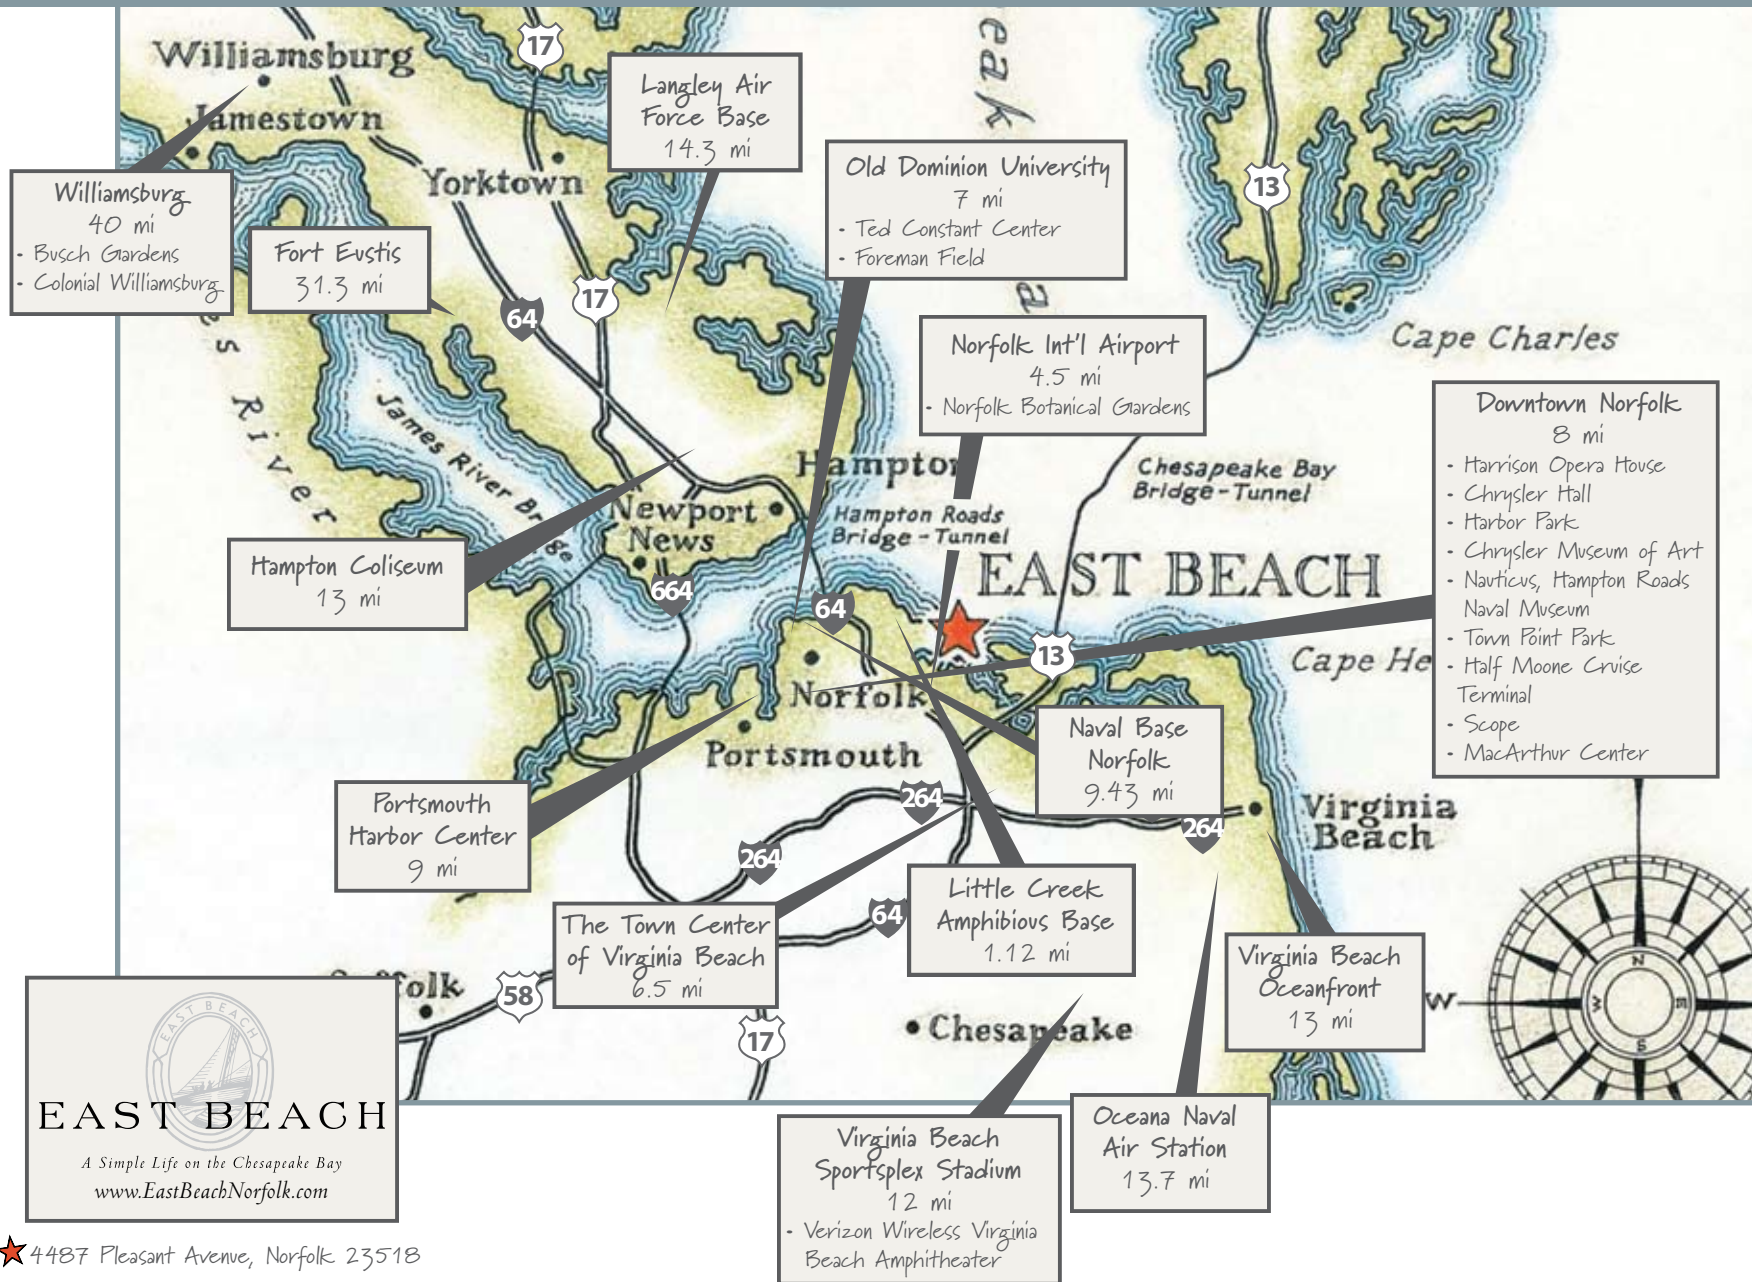 Williamsburg
Jamestown
Yorktown
17
Langley Air
Force Base
14.3 mi
eak
a
13
Williamsburg
40 mi
- Busch Gardens
- Colonial Williamsburg
Fort Eustis
31.3 mi
64
17
Old Dominion University
7 mi
- Ted Constant Center
- Foreman Field
Norfolk Int'l Airport
4.5 mi
- Norfolk Botanical Gardens
Cape Charles
es River
James River Br ge
Hampton
Newport
News
Hampton Roads
Bridge-Tunnel
Chesapeake Bay
Bridge-Tunnel
EAST BEACH
Hampton Coliseum
13 mi
664
64
13
Cape He
Downtown Norfolk
8 mi
- Harrison Opera House
- Chrysler Hall
- Harbor Park
- Chrysler Museum of Art
- Nauticus, Hampton Roads
Naval Museum
- Town Point Park
- Half Moone Cruise
Terminal
- Scope
- MacArthur Center
Norfolk
Portsmouth
Naval Base
Norfolk
9.43 mi
Portsmouth
Harbor Center
9 mi
264
264
264
Virginia
Beach
The Town Center
of Virginia Beach
6.5 mi
64
Little Creek
Amphibious Base
1.12 mi
Virginia Beach
Oceanfront
13 mi
folk
58
17
Chesapeake
N
W
E
S
W
Virginia Beach
Sportsplex Stadium
12 mi
- Verizon Wireless Virginia
Beach Amphitheater
Oceana Naval
Air Station
13.7 mi
EAST BEACH
EAST BEACH
A Simple Life on the Chesapeake Bay
www.EastBeachNorfolk.com
4487 Pleasant Avenue, Norfolk 23518